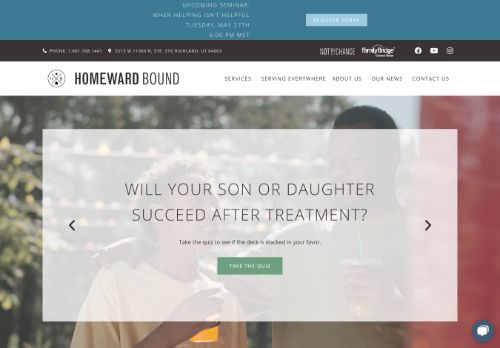 UPCOMING SEMINAR:
WHEN HELPING ISN'T HELPFUL
TUESDAY, MAY 27TH
6:00 PM MST
REGISTER TODAY
PHONE: 1.801.768.1441
5513 W 11000 N, STE. 316 HIGHLAND, UT 84003
NOT BY CHANCE
FamilyBridge
HOMEWARD BOUND
SERVICES
SERVING EVERYWHERE
ABOUT US
OUR NEWS
CONTACT US
WILL YOUR SON OR DAUGHTER
SUCCEED AFTER TREATMENT?
Take the quiz to see if the deck is stacked in your favor.
TAKE THE QUIZ